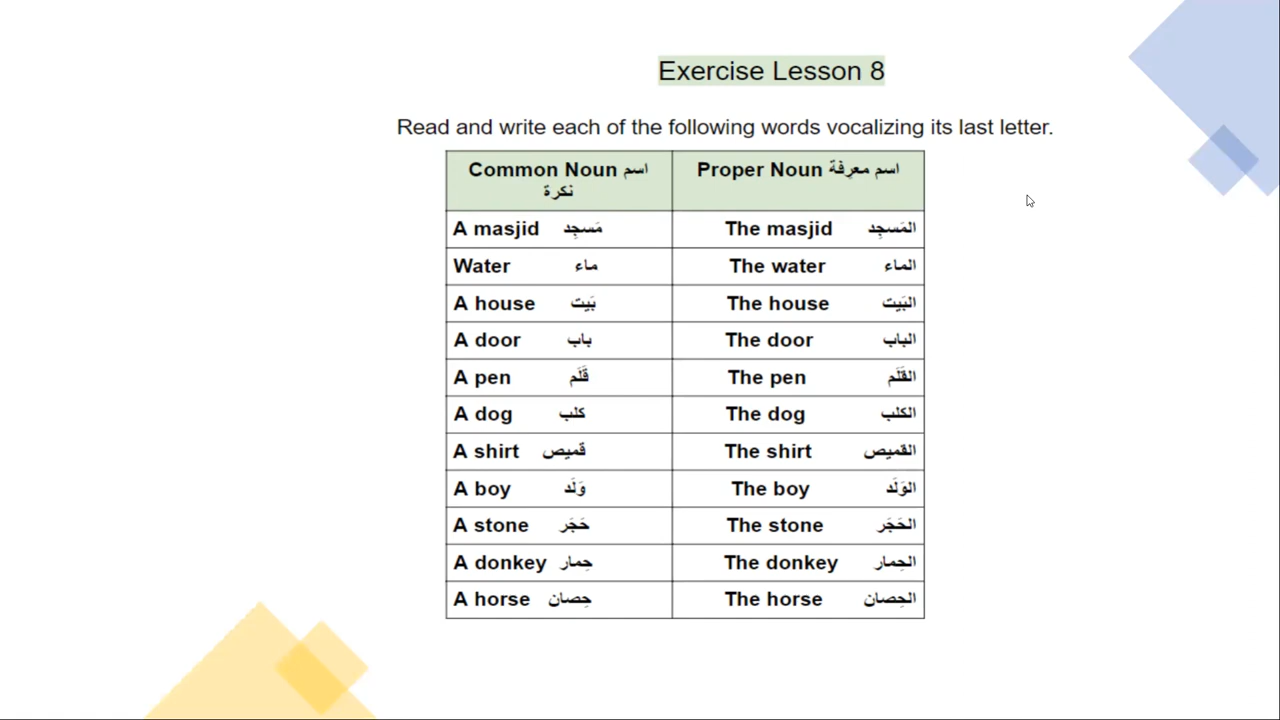 Exercise Lesson 8
Read and write each of the following words vocalizing its last letter.
Common Noun اسم نكرة
Proper Noun اسم معرِفة
A masjid مَسجِد The masjid المَسجِد
Water ماء The water الماء
A house بَيت The house البَيت
A door باب The door الباب
A pen قَلَم The pen القَلَم
A dog كلب The dog الكلب
A shirt قميص The shirt القميص
A boy وَلَد The boy الوَلَد
A stone حَجَر The stone الحَجَر
A donkey حِمار The donkey الحِمار
A horse حِصان The horse الحِصان